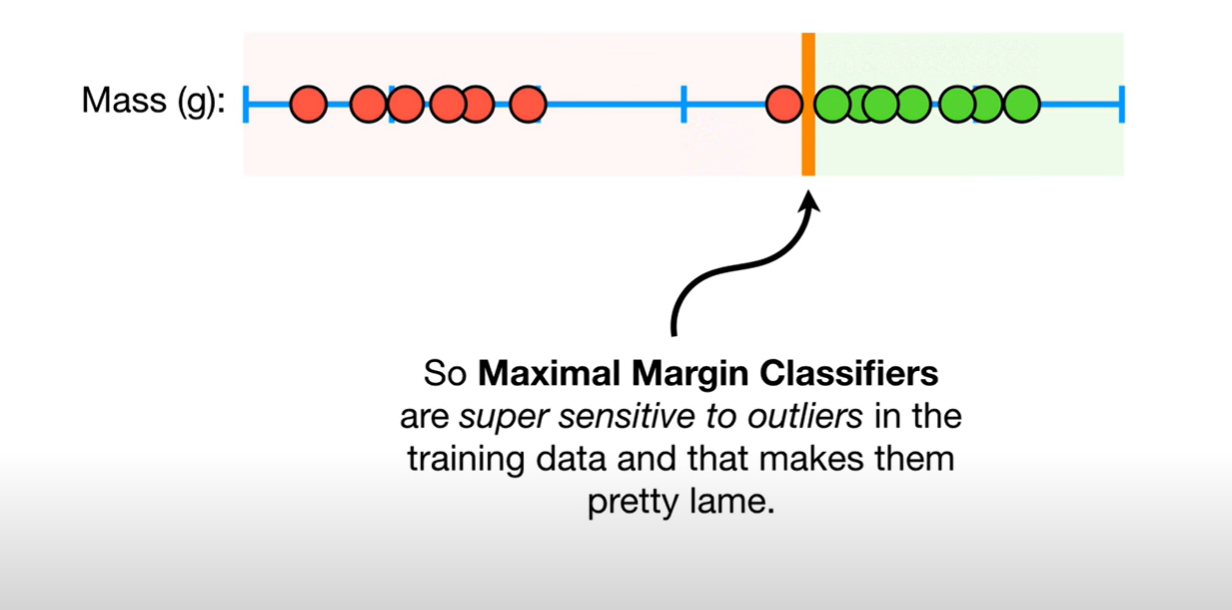 Mass (g):
So Maximal Margin Classifiers
are super sensitive to outliers in the
training data and that makes them
pretty lame.